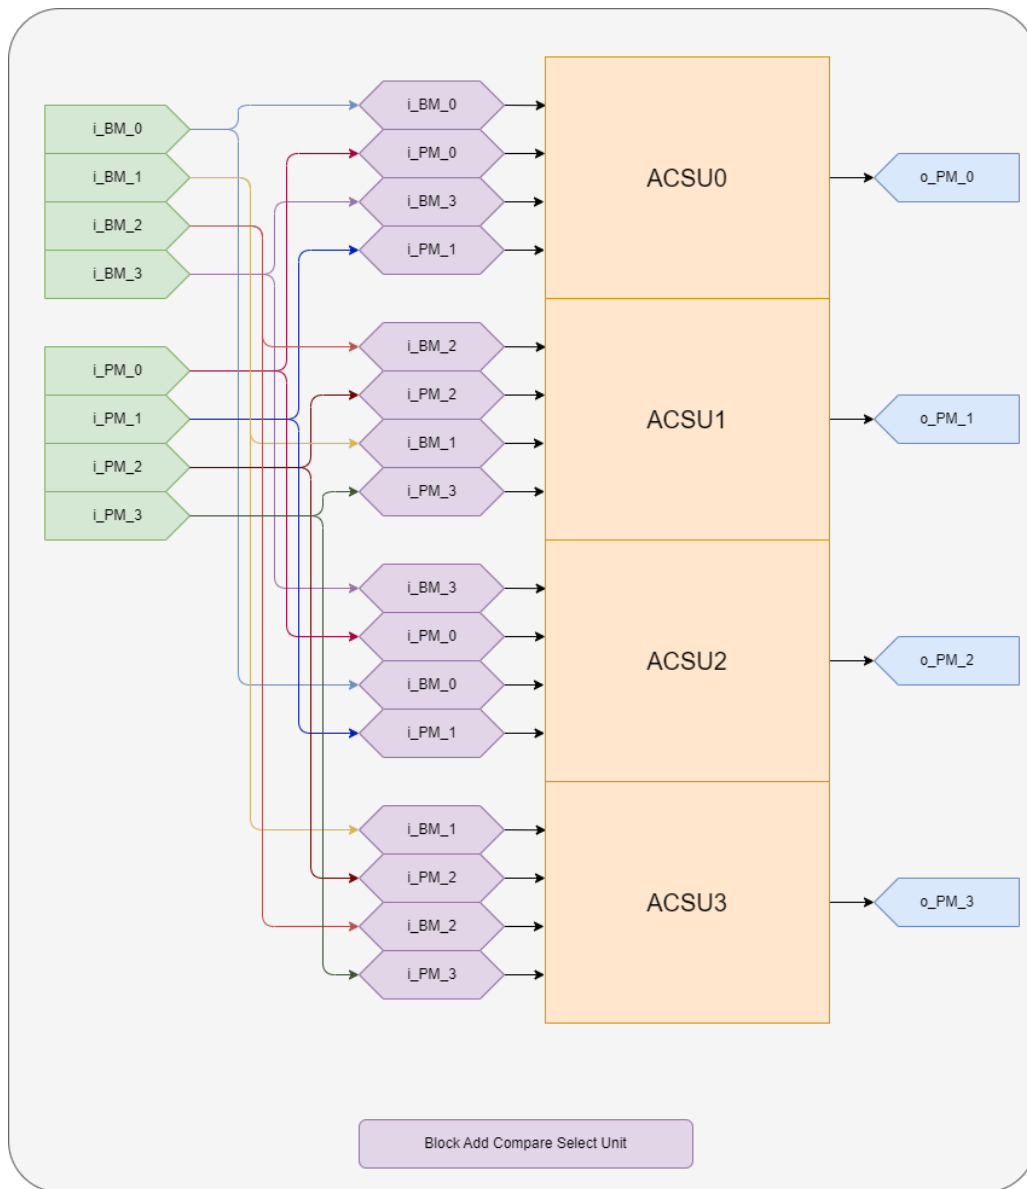 i_BM_0
i_BM_1
i_BM_2
i_BM_3
i_PM_0
i_PM_1
i_PM_2
i_PM_3
i_BM_0
i_PM_0
i_BM_3
i_PM_1
i_BM_2
i_PM_2
i_BM_1
i_PM_3
i_BM_3
i_PM_0
i_BM_0
i_PM_1
i_BM_1
i_PM_2
i_BM_2
i_PM_3
ACSU0
ACSU1
ACSU2
ACSU3
o_PM_0
o_PM_1
o_PM_2
o_PM_3
Block Add Compare Select Unit